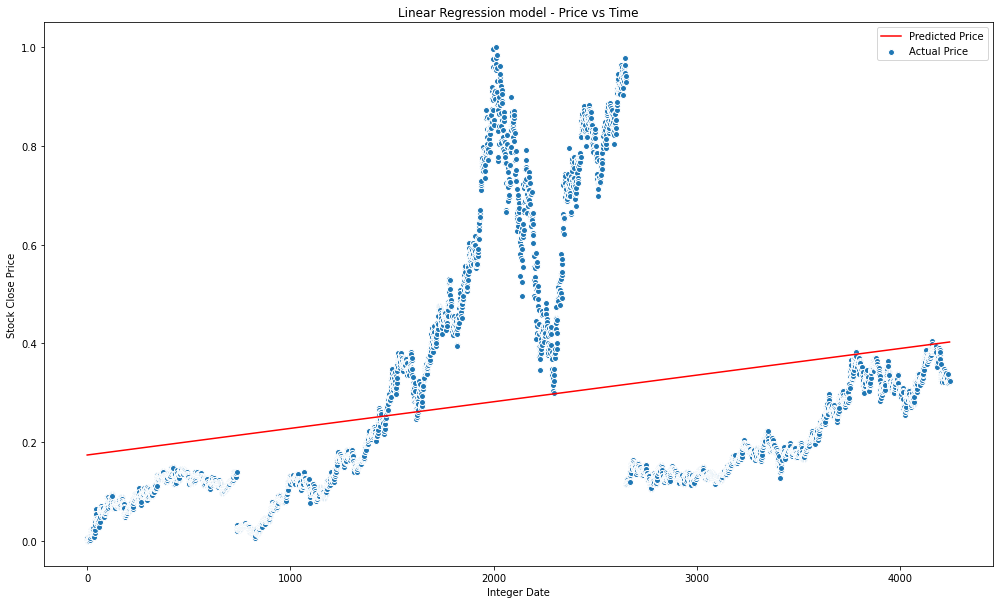 Linear Regression model - Price vs Time
Predicted Price
Actual Price
1.0
0.8
0.6
0.4
0.2
0.0
Stock Close Price
0 1000 2000 3000 4000
Integer Date